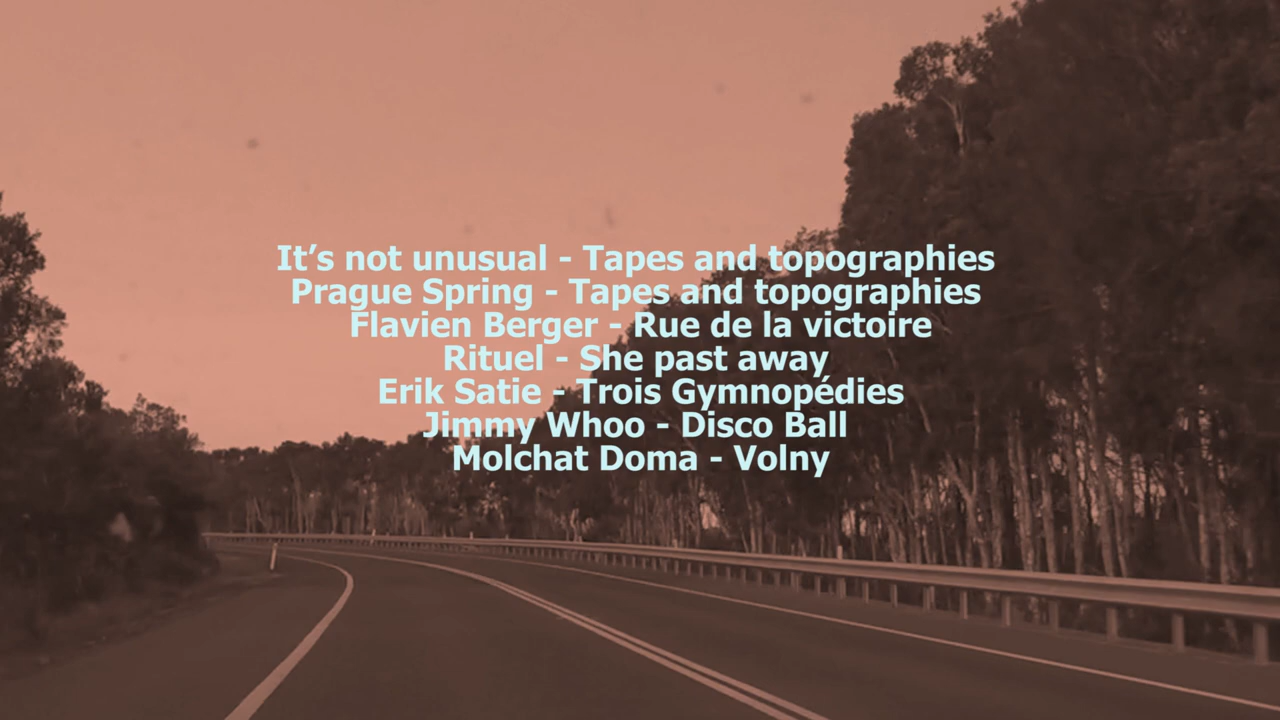 It’s not unusual - Tapes and topographies
Prague Spring - Tapes and topographies
Flavien Berger - Rue de la victoire
Rituel - She past away
Erik Satie - Trois Gymnopédies
Jimmy Whoo - Disco Ball
Molchat Doma - Volny